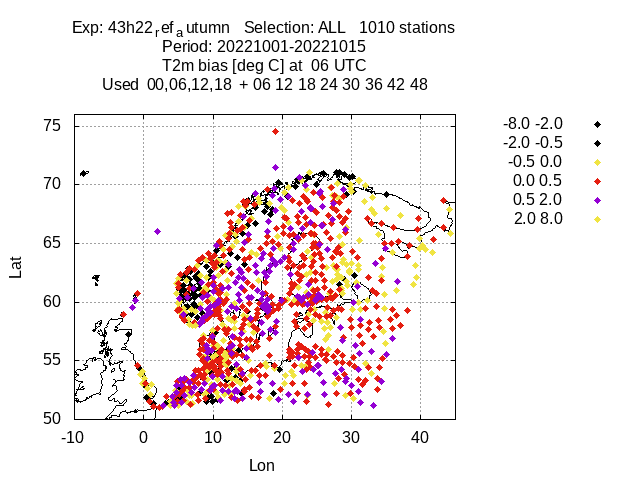 Exp: 43h22ref_autumn Selection: ALL 1010 stations
Period: 20221001-20221015
T2m bias [deg C] at 06 UTC
Used 00,06,12,18 + 06 12 18 24 30 36 42 48
-8.0 -2.0
-2.0 -0.5
-0.5 0.0
0.0 0.5
0.5 2.0
2.0 8.0
75
70
65
60
55
50
Lat
-10 0 10 20 30 40
Lon